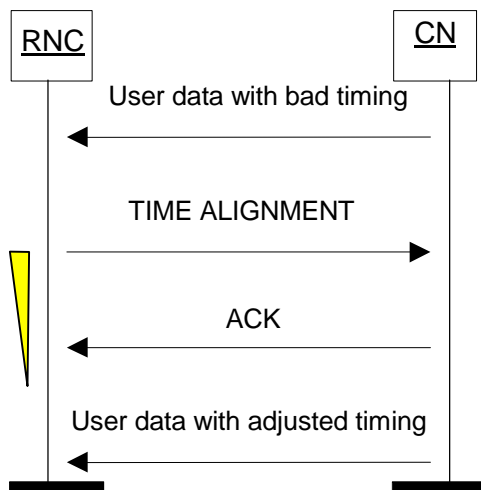 RNC
CN
User data with bad timing
TIME ALIGNMENT
ACK
User data with adjusted timing